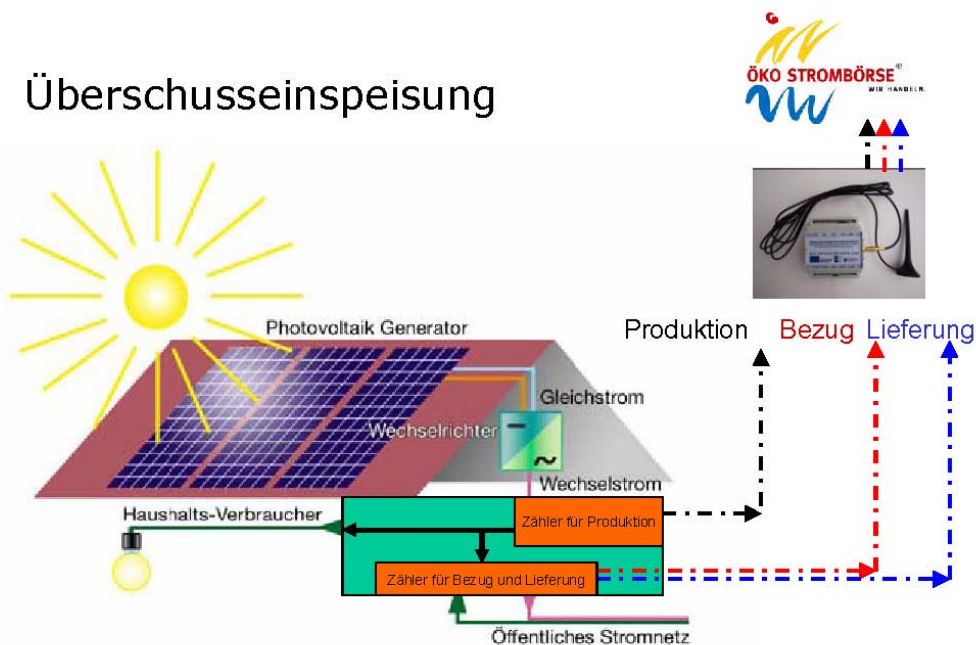 Überschusseinspeisung
ÖKO STROMBÖRSE®
WIR HANDELN.
Photovoltaik Generator
Produktion Bezug Lieferung
Gleichstrom
Wechselrichter
Wechselstrom
Haushalts-Verbraucher
Zähler für Produktion
Zähler für Bezug und Lieferung
Öffentliches Stromnetz